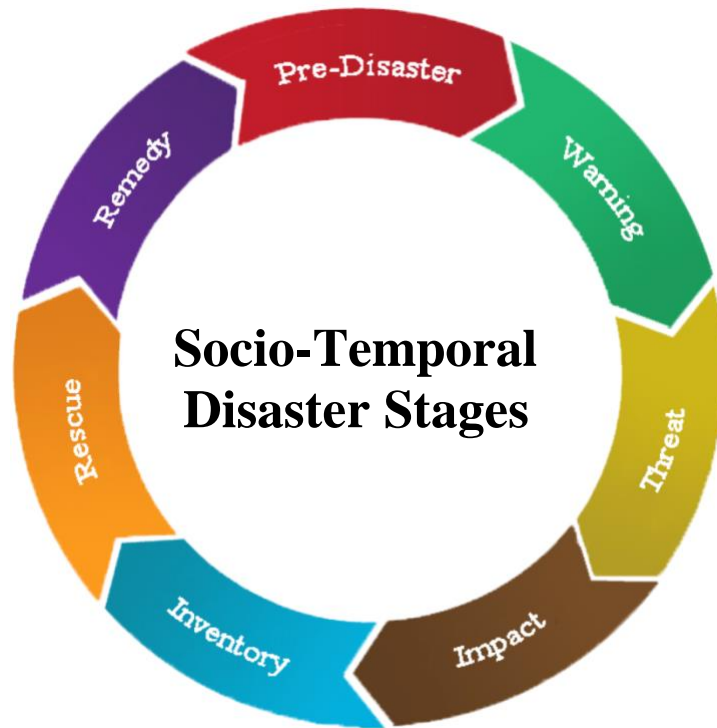 Pre-Disaster
Warning
Threat
Impact
Inventory
Rescue
Remedy
Socio-Temporal
Disaster Stages